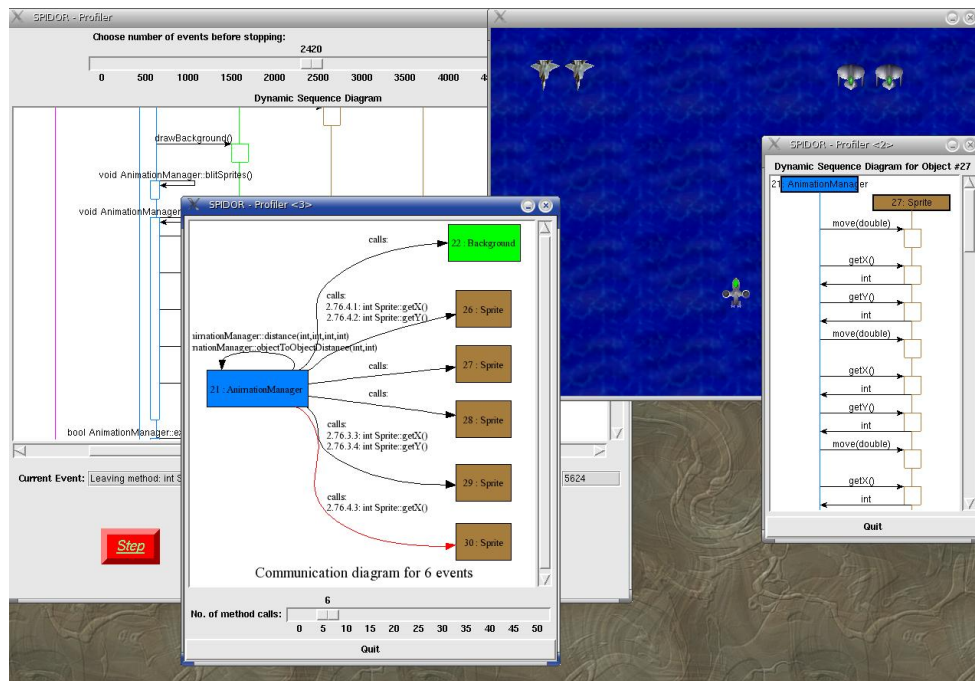 SPIDOR - Profiler
Choose number of events before stopping:
2420
0 500 1000 1500 2000 2500 3000 3500 4000
Dynamic Sequence Diagram
drawBackground()
void AnimationManager::blitSprites()
void AnimationManager
bool AnimationManager::e
Current Event: Leaving method: int S
5624
Step
SPIDOR - Profiler <3>
calls:
22 : Background
calls:
2.76.4.1: int Sprite::getX()
2.76.4.2: int Sprite::getY()
26 : Sprite
nimationManager::distance(int,int,int,int)
mationManager::objectToObjectDistance(int,int)
calls:
27 : Sprite
21 : AnimationManager
calls:
28 : Sprite
calls:
2.76.3.3: int Sprite::getX()
2.76.3.4: int Sprite::getY()
29 : Sprite
calls:
2.76.4.3: int Sprite::getX()
30 : Sprite
Communication diagram for 6 events
6
No. of method calls:
0 5 10 15 20 25 30 35 40 45 50
Quit
SPIDOR - Profiler <2>
Dynamic Sequence Diagram for Object #27
21: AnimationManager
27: Sprite
move(double)
getX()
int
getY()
int
move(double)
getX()
int
getY()
int
move(double)
getX()
int
Quit